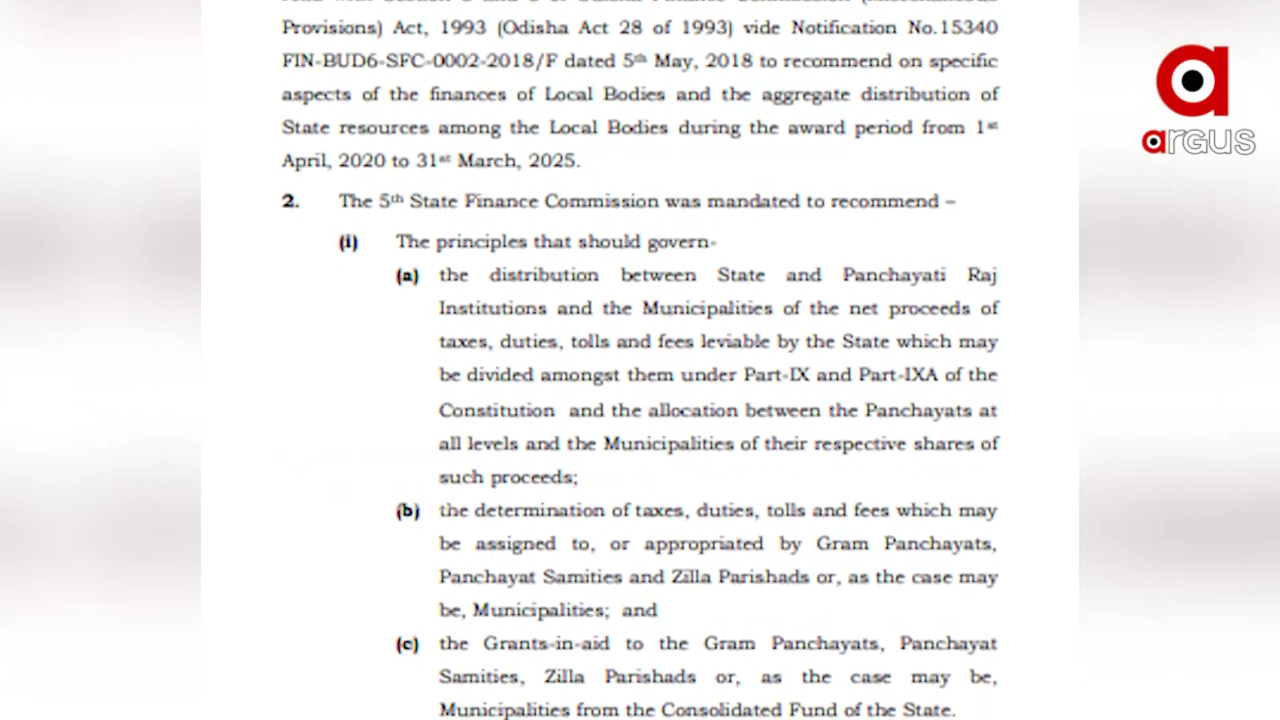 Provisions) Act, 1993 (Odisha Act 28 of 1993) vide Notification No.15340
FIN-BUD6-SFC-0002-2018/F dated 5th May, 2018 to recommend on specific
aspects of the finances of Local Bodies and the aggregate distribution of
State resources among the Local Bodies during the award period from 1st
April, 2020 to 31st March, 2025.
2. The 5th State Finance Commission was mandated to recommend –
(i) The principles that should govern-
(a) the distribution between State and Panchayati Raj
Institutions and the Municipalities of the net proceeds of
taxes, duties, tolls and fees leviable by the State which may
be divided amongst them under Part-IX and Part-IXA of the
Constitution and the allocation between the Panchayats at
all levels and the Municipalities of their respective shares of
such proceeds;
(b) the determination of taxes, duties, tolls and fees which may
be assigned to, or appropriated by Gram Panchayats,
Panchayat Samities and Zilla Parishads or, as the case may
be, Municipalities; and
(c) the Grants-in-aid to the Gram Panchayats, Panchayat
Samities, Zilla Parishads or, as the case may be,
Municipalities from the Consolidated Fund of the State.
a
argus